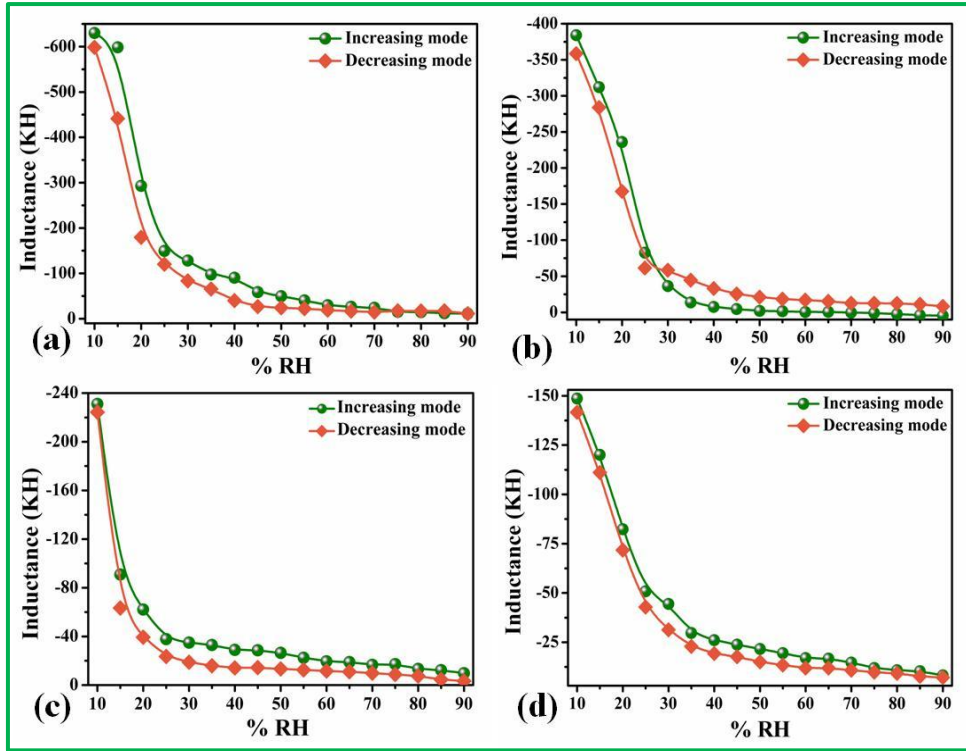 -600
-500
-400
-300
-200
-100
0
Inductance (KH)
Increasing mode
Decreasing mode
(a)
10 20 30 40 50 60 70 80 90
% RH
-400
-350
-300
-250
-200
-150
-100
-50
0
Inductance (KH)
Increasing mode
Decreasing mode
(b)
10 20 30 40 50 60 70 80 90
% RH
-240
-200
-160
-120
-80
-40
0
Inductance (KH)
Increasing mode
Decreasing mode
(c)
10 20 30 40 50 60 70 80 90
% RH
-150
-125
-100
-75
-50
-25
Inductance (KH)
Increasing mode
Decreasing mode
(d)
10 20 30 40 50 60 70 80 90
% RH